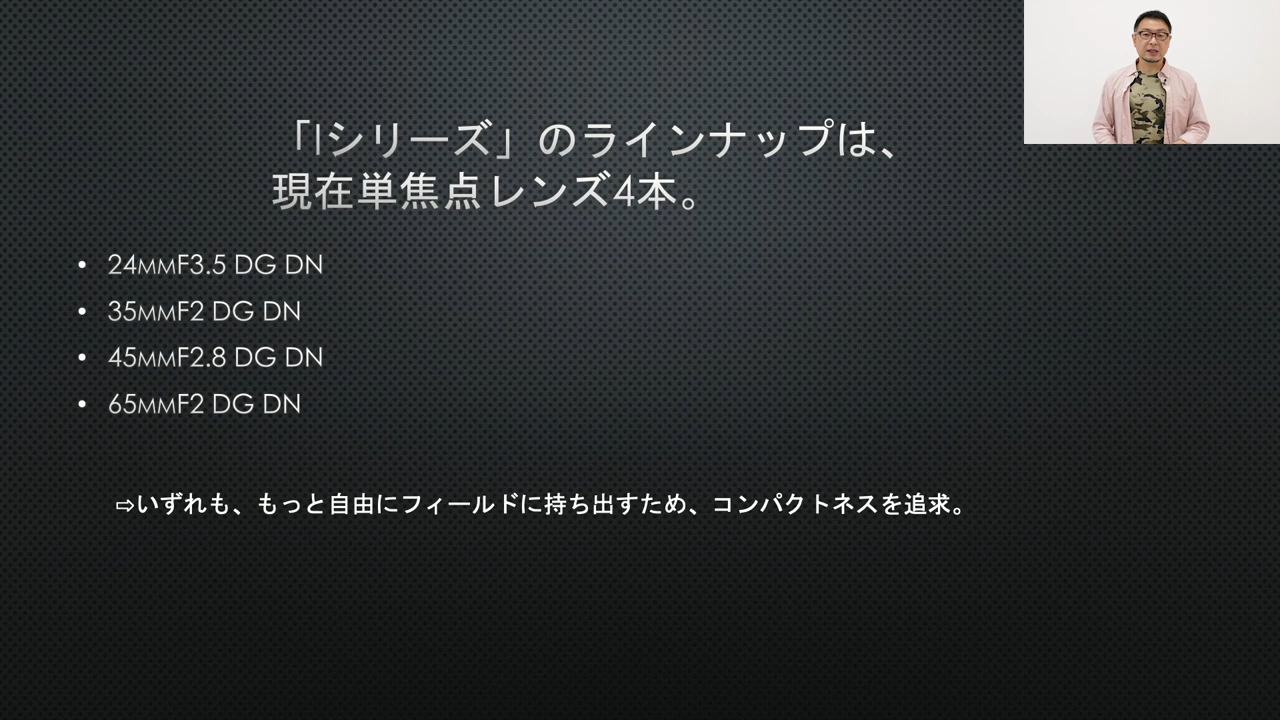 「Iシリーズ」のラインナップは、
現在単焦点レンズ4本。
• 24mmF3.5 DG DN
• 35mmF2 DG DN
• 45mmF2.8 DG DN
• 65mmF2 DG DN
⇨いずれも、もっと自由にフィールドに持ち出すため、コンパクトネスを追求。